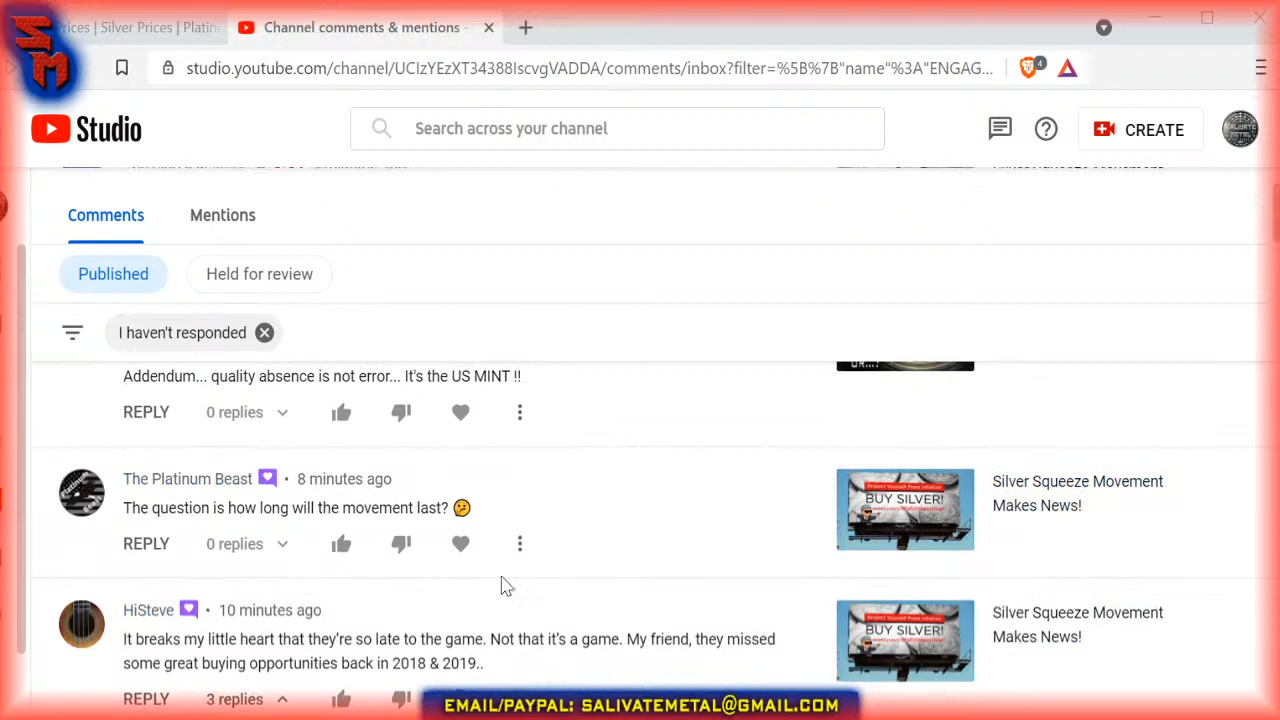 SM
Prices | Silver Prices | Platin
Channel comments & mentions -
studio.youtube.com/channel/UCIzYEzXT34388IscvgVADDA/comments/inbox?filter=%5B%7B"name"%3A"ENGAG...
4
Studio
Search across your channel
CREATE
Comments
Mentions
Published
Held for review
I haven't responded
Addendum... quality absence is not error... It's the US MINT !!
REPLY
0 replies
The Platinum Beast • 8 minutes ago
The question is how long will the movement last? 🤔
REPLY
0 replies
BUY SILVER!
Silver Squeeze Movement
Makes News!
HiSteve • 10 minutes ago
It breaks my little heart that they're so late to the game. Not that it's a game. My friend, they missed
some great buying opportunities back in 2018 & 2019..
REPLY
3 replies
BUY SILVER!
Silver Squeeze Movement
Makes News!
EMAIL/PAYPAL: SALIVATEMETAL@GMAIL.COM